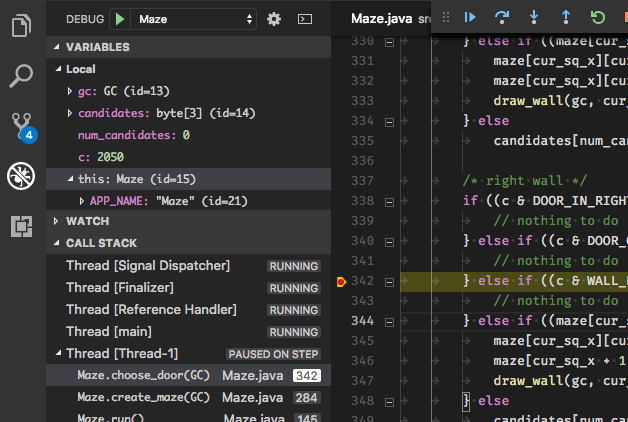 DEBUG Maze
VARIABLES
Local
gc: GC (id=13)
candidates: byte[3] (id=14)
num_candidates: 0
c: 2050
this: Maze (id=15)
APP_NAME: "Maze" (id=21)
WATCH
CALL STACK
Thread [Signal Dispatcher] RUNNING
Thread [Finalizer] RUNNING
Thread [Reference Handler] RUNNING
Thread [main] RUNNING
Thread [Thread-1] PAUSED ON STEP
Maze.choose_door(GC) Maze.java 342
Maze.create_maze(GC) Maze.java 284
Maze.run() Maze.java 145
4
Maze.java
330 } else if ((maze[cur_s
331 maze[cur_sq_x][cu
332 maze[cur_sq_x][cu
333 draw_wall(gc, cur_
334 } else
335 candidates[num_can
336
337 /* right wall */
338 if ((c & DOOR_IN_RIGH
339 // nothing to do
340 } else if ((c & DOOR_
341 // nothing to do
342 } else if ((c & WALL_
343 // nothing to do
344 } else if ((maze[cur_s
345 maze[cur_sq_x][cu
346 maze[cur_sq_x + 1
347 draw_wall(gc, cur_
348 } else
349 candidates[num_can